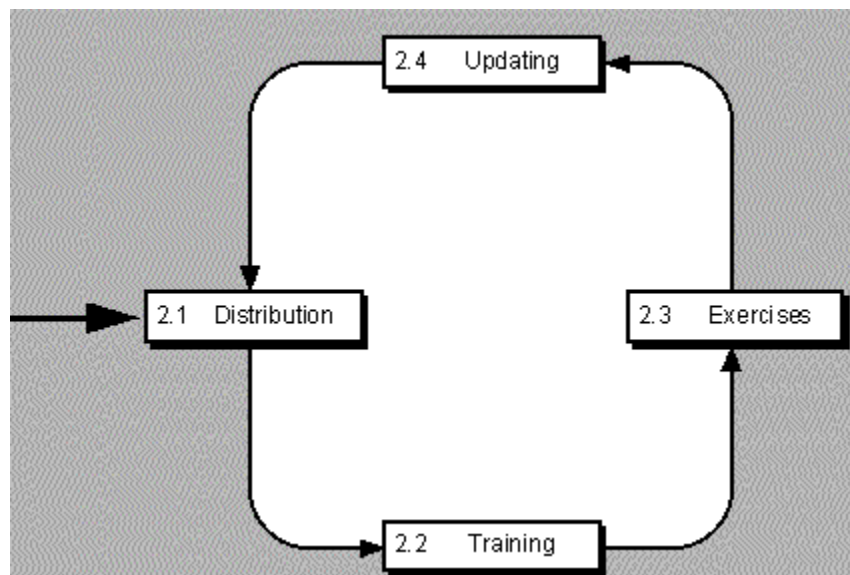 2.4 Updating
2.1 Distribution
2.3 Exercises
2.2 Training